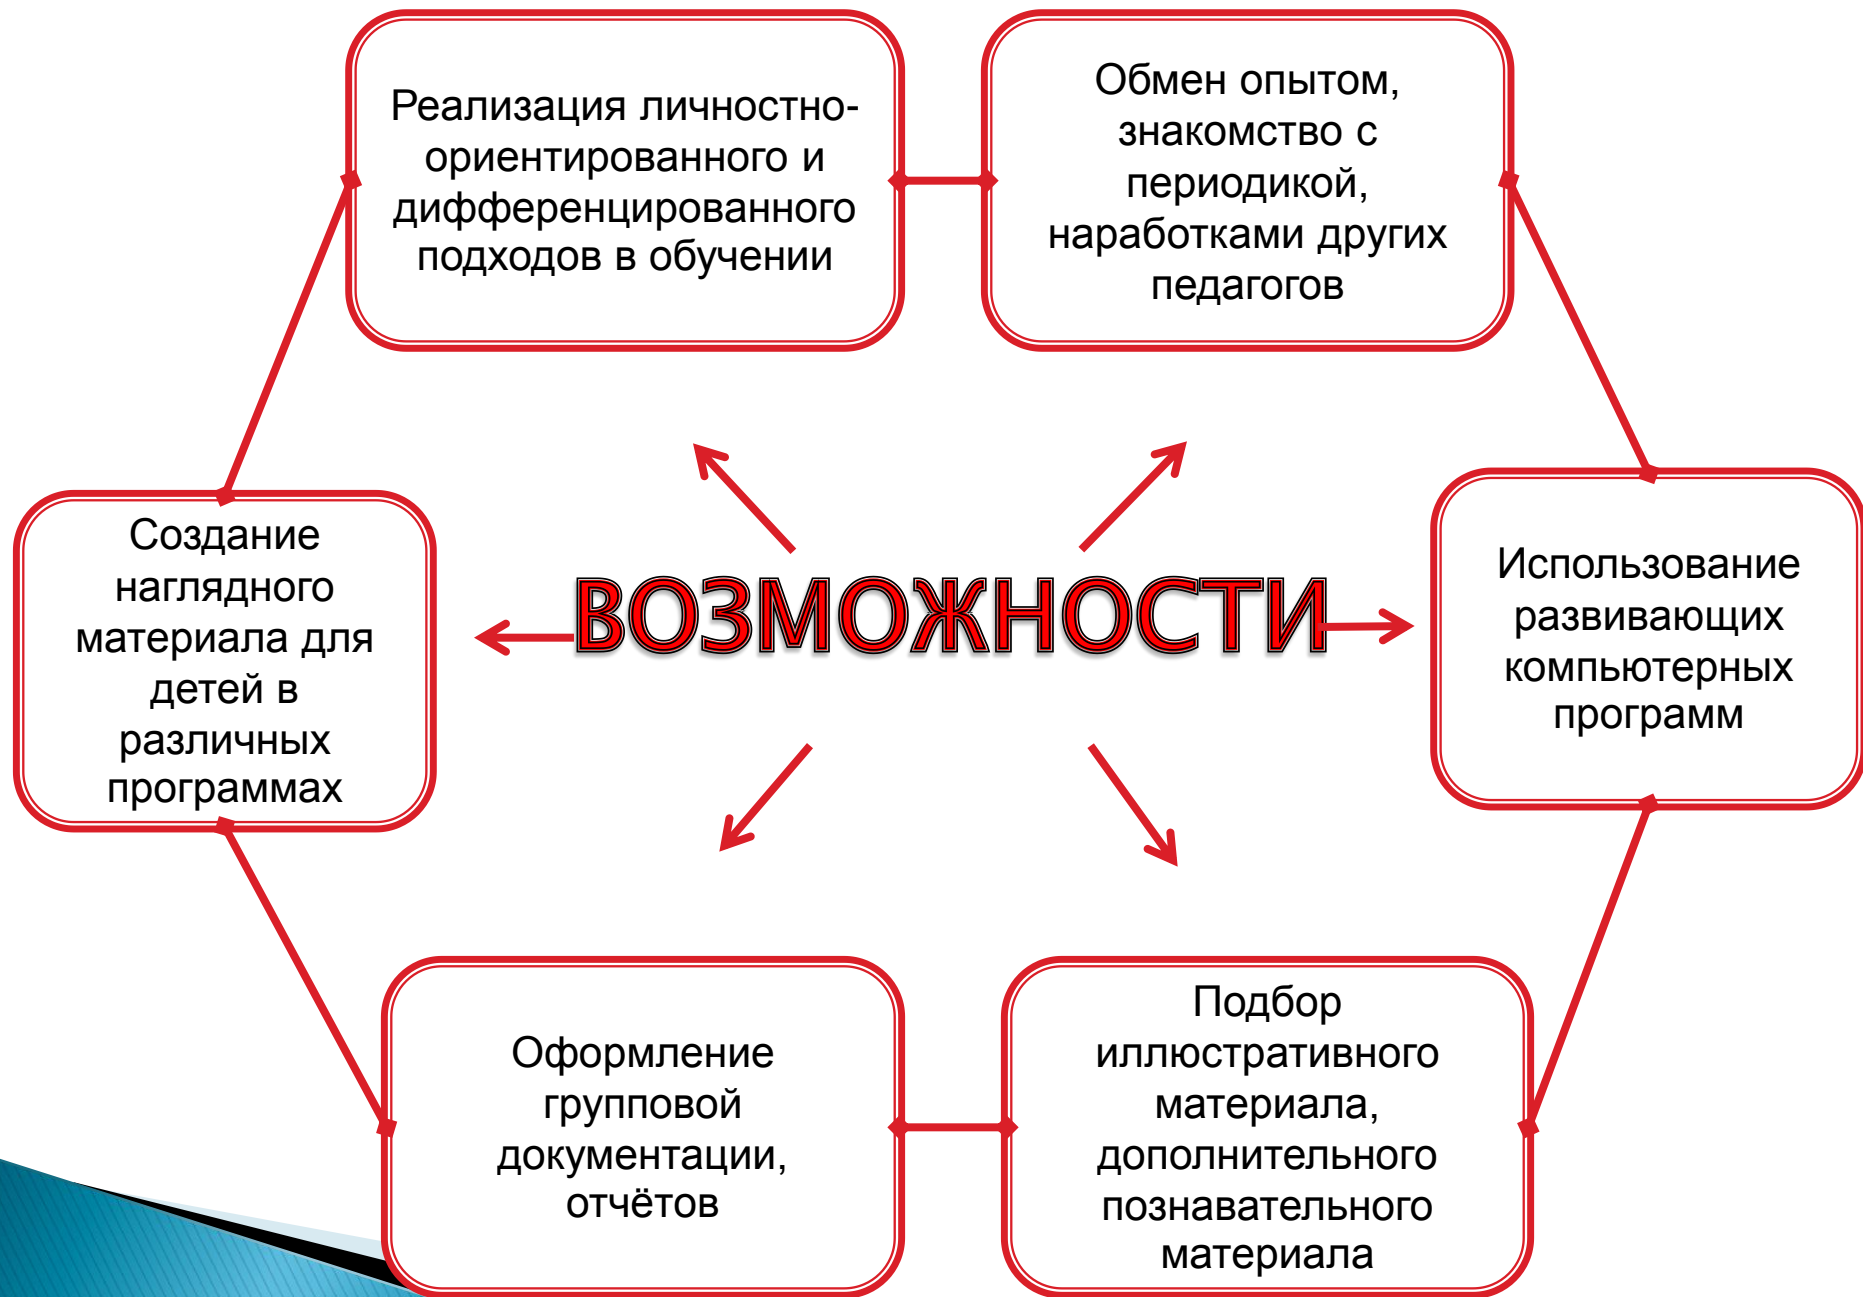 Реализация личностно-
ориентированного и
дифференцированного
подходов в обучении
Обмен опытом,
знакомство с
периодикой,
наработками других
педагогов
Создание
наглядного
материала для
детей в
различных
программах
ВОЗМОЖНОСТИ
Использование
развивающих
компьютерных
программ
Оформление
групповой
документации,
отчётов
Подбор
иллюстративного
материала,
дополнительного
познавательного
материала